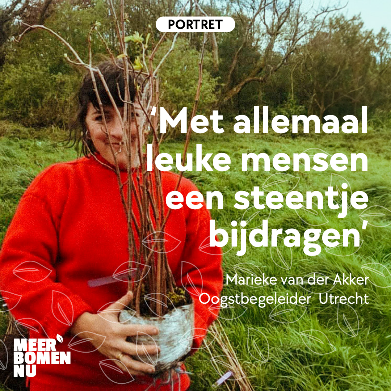 PORTRET
‘Met allemaal
leuke mensen
een steentje
bijdragen’
Marieke van der Akker
Oogstbegeleider Utrecht
MEER
BOMEN
NU